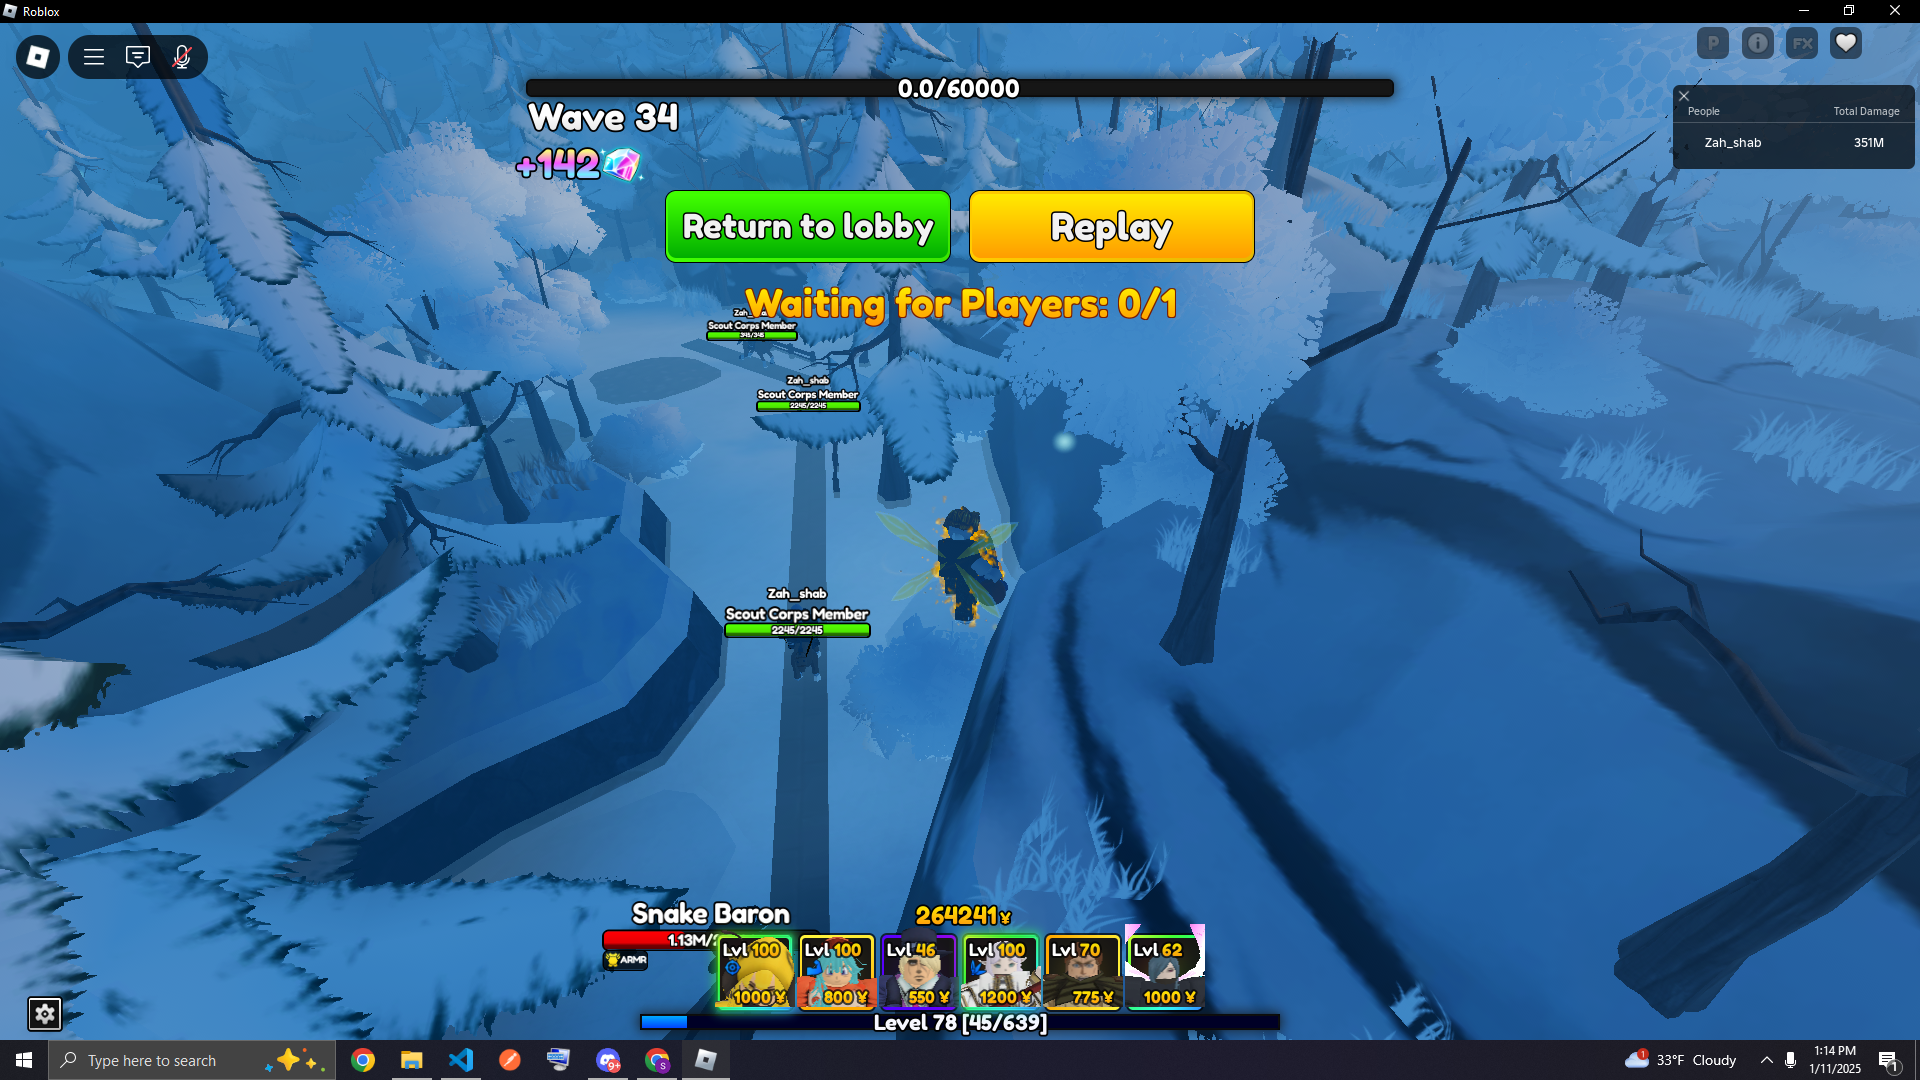 Roblox
P
FX
0.0/60000
Wave 34
+142
People
Total Damage
Zah_shab
351M
Return to lobby
Replay
Waiting for Players: 0/1
Scout Corps Member
Zah_shab
Scout Corps Member
2245/2245
Zah_shab
Scout Corps Member
2245/2245
Snake Baron
264241¥
1.13M/
ARMR
Lvl 100
Lvl 100
Lvl 46
Lvl 100
Lvl 70
Lvl 62
1000 ¥
800 ¥
550 ¥
1200 ¥
775 ¥
1000 ¥
Level 78 [45/639]
Type here to search
9+
S
1
33°F Cloudy
1:14 PM
1/11/2025
1